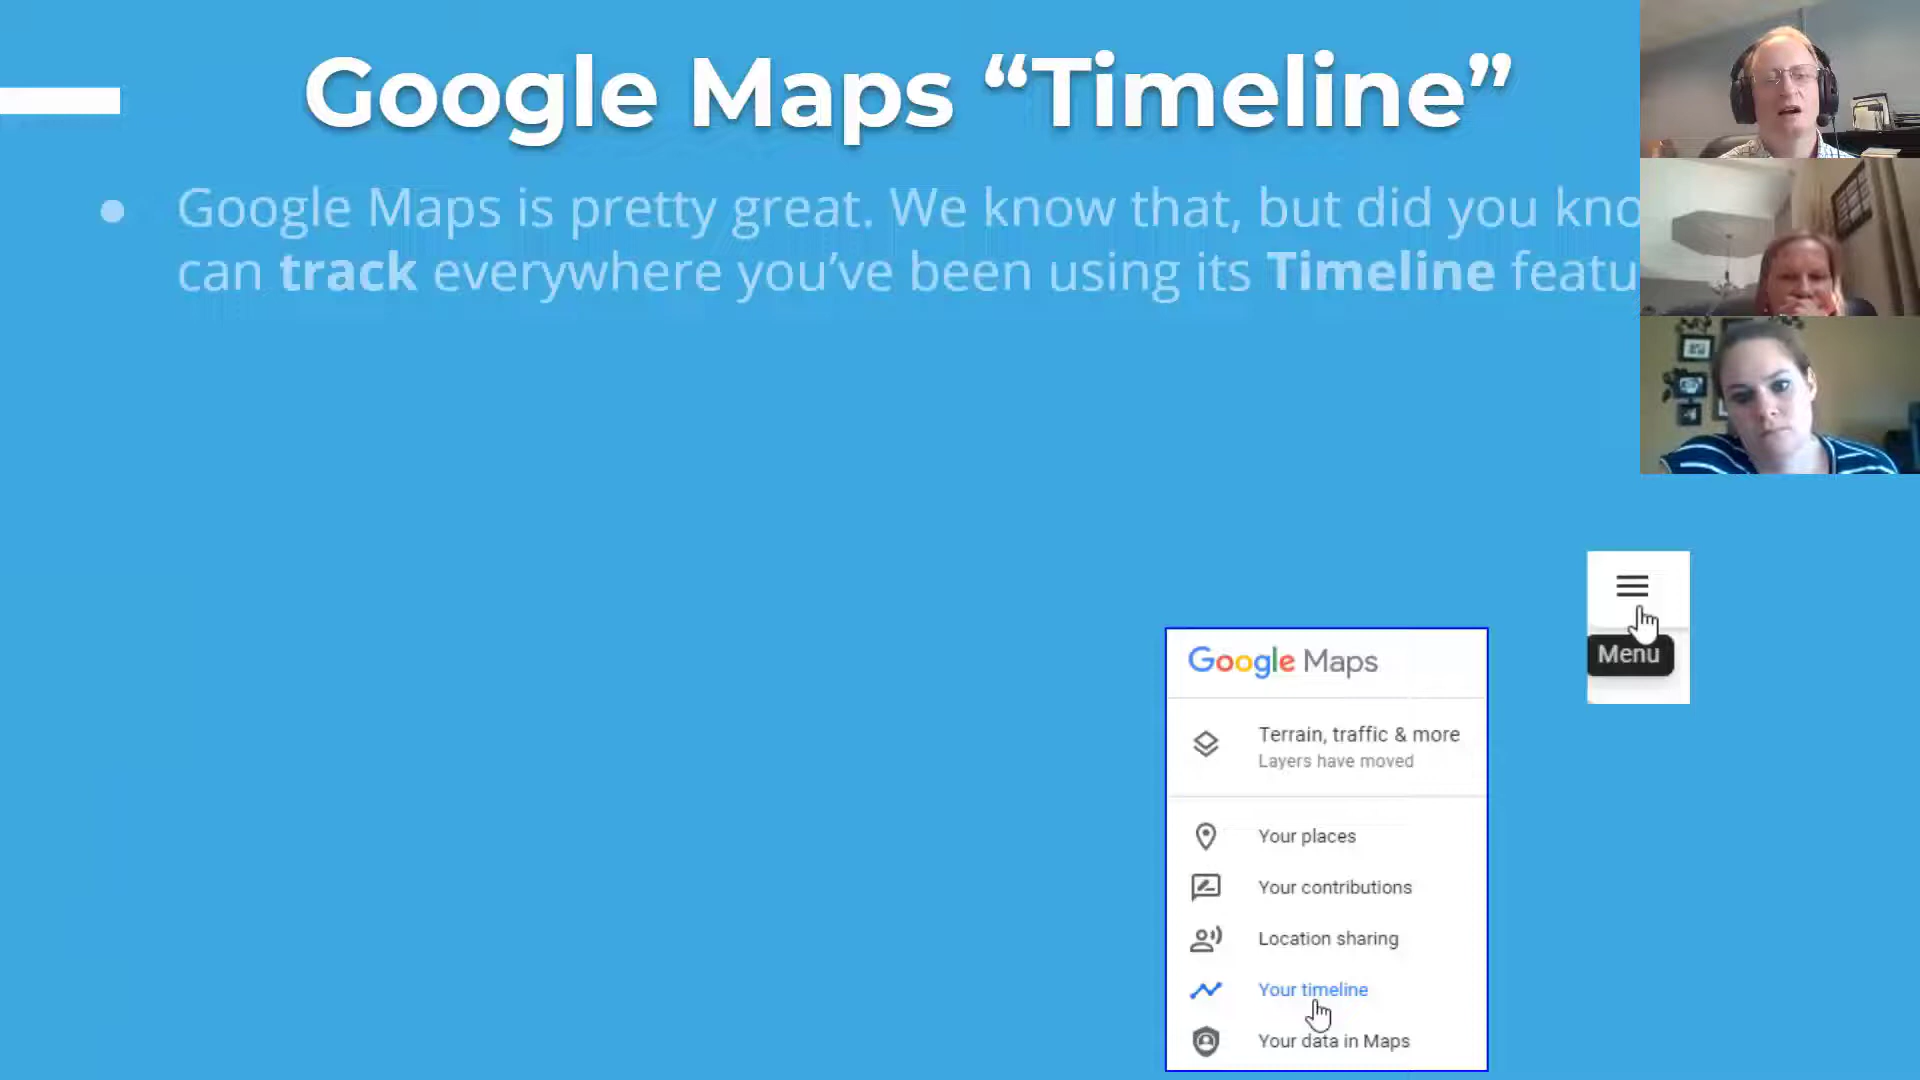 Google Maps “Timeline”
Google Maps is pretty great. We know that, but did you kno
can track everywhere you’ve been using its Timeline featu
Menu
Google Maps
Terrain, traffic & more
Layers have moved
Your places
Your contributions
Location sharing
Your timeline
Your data in Maps